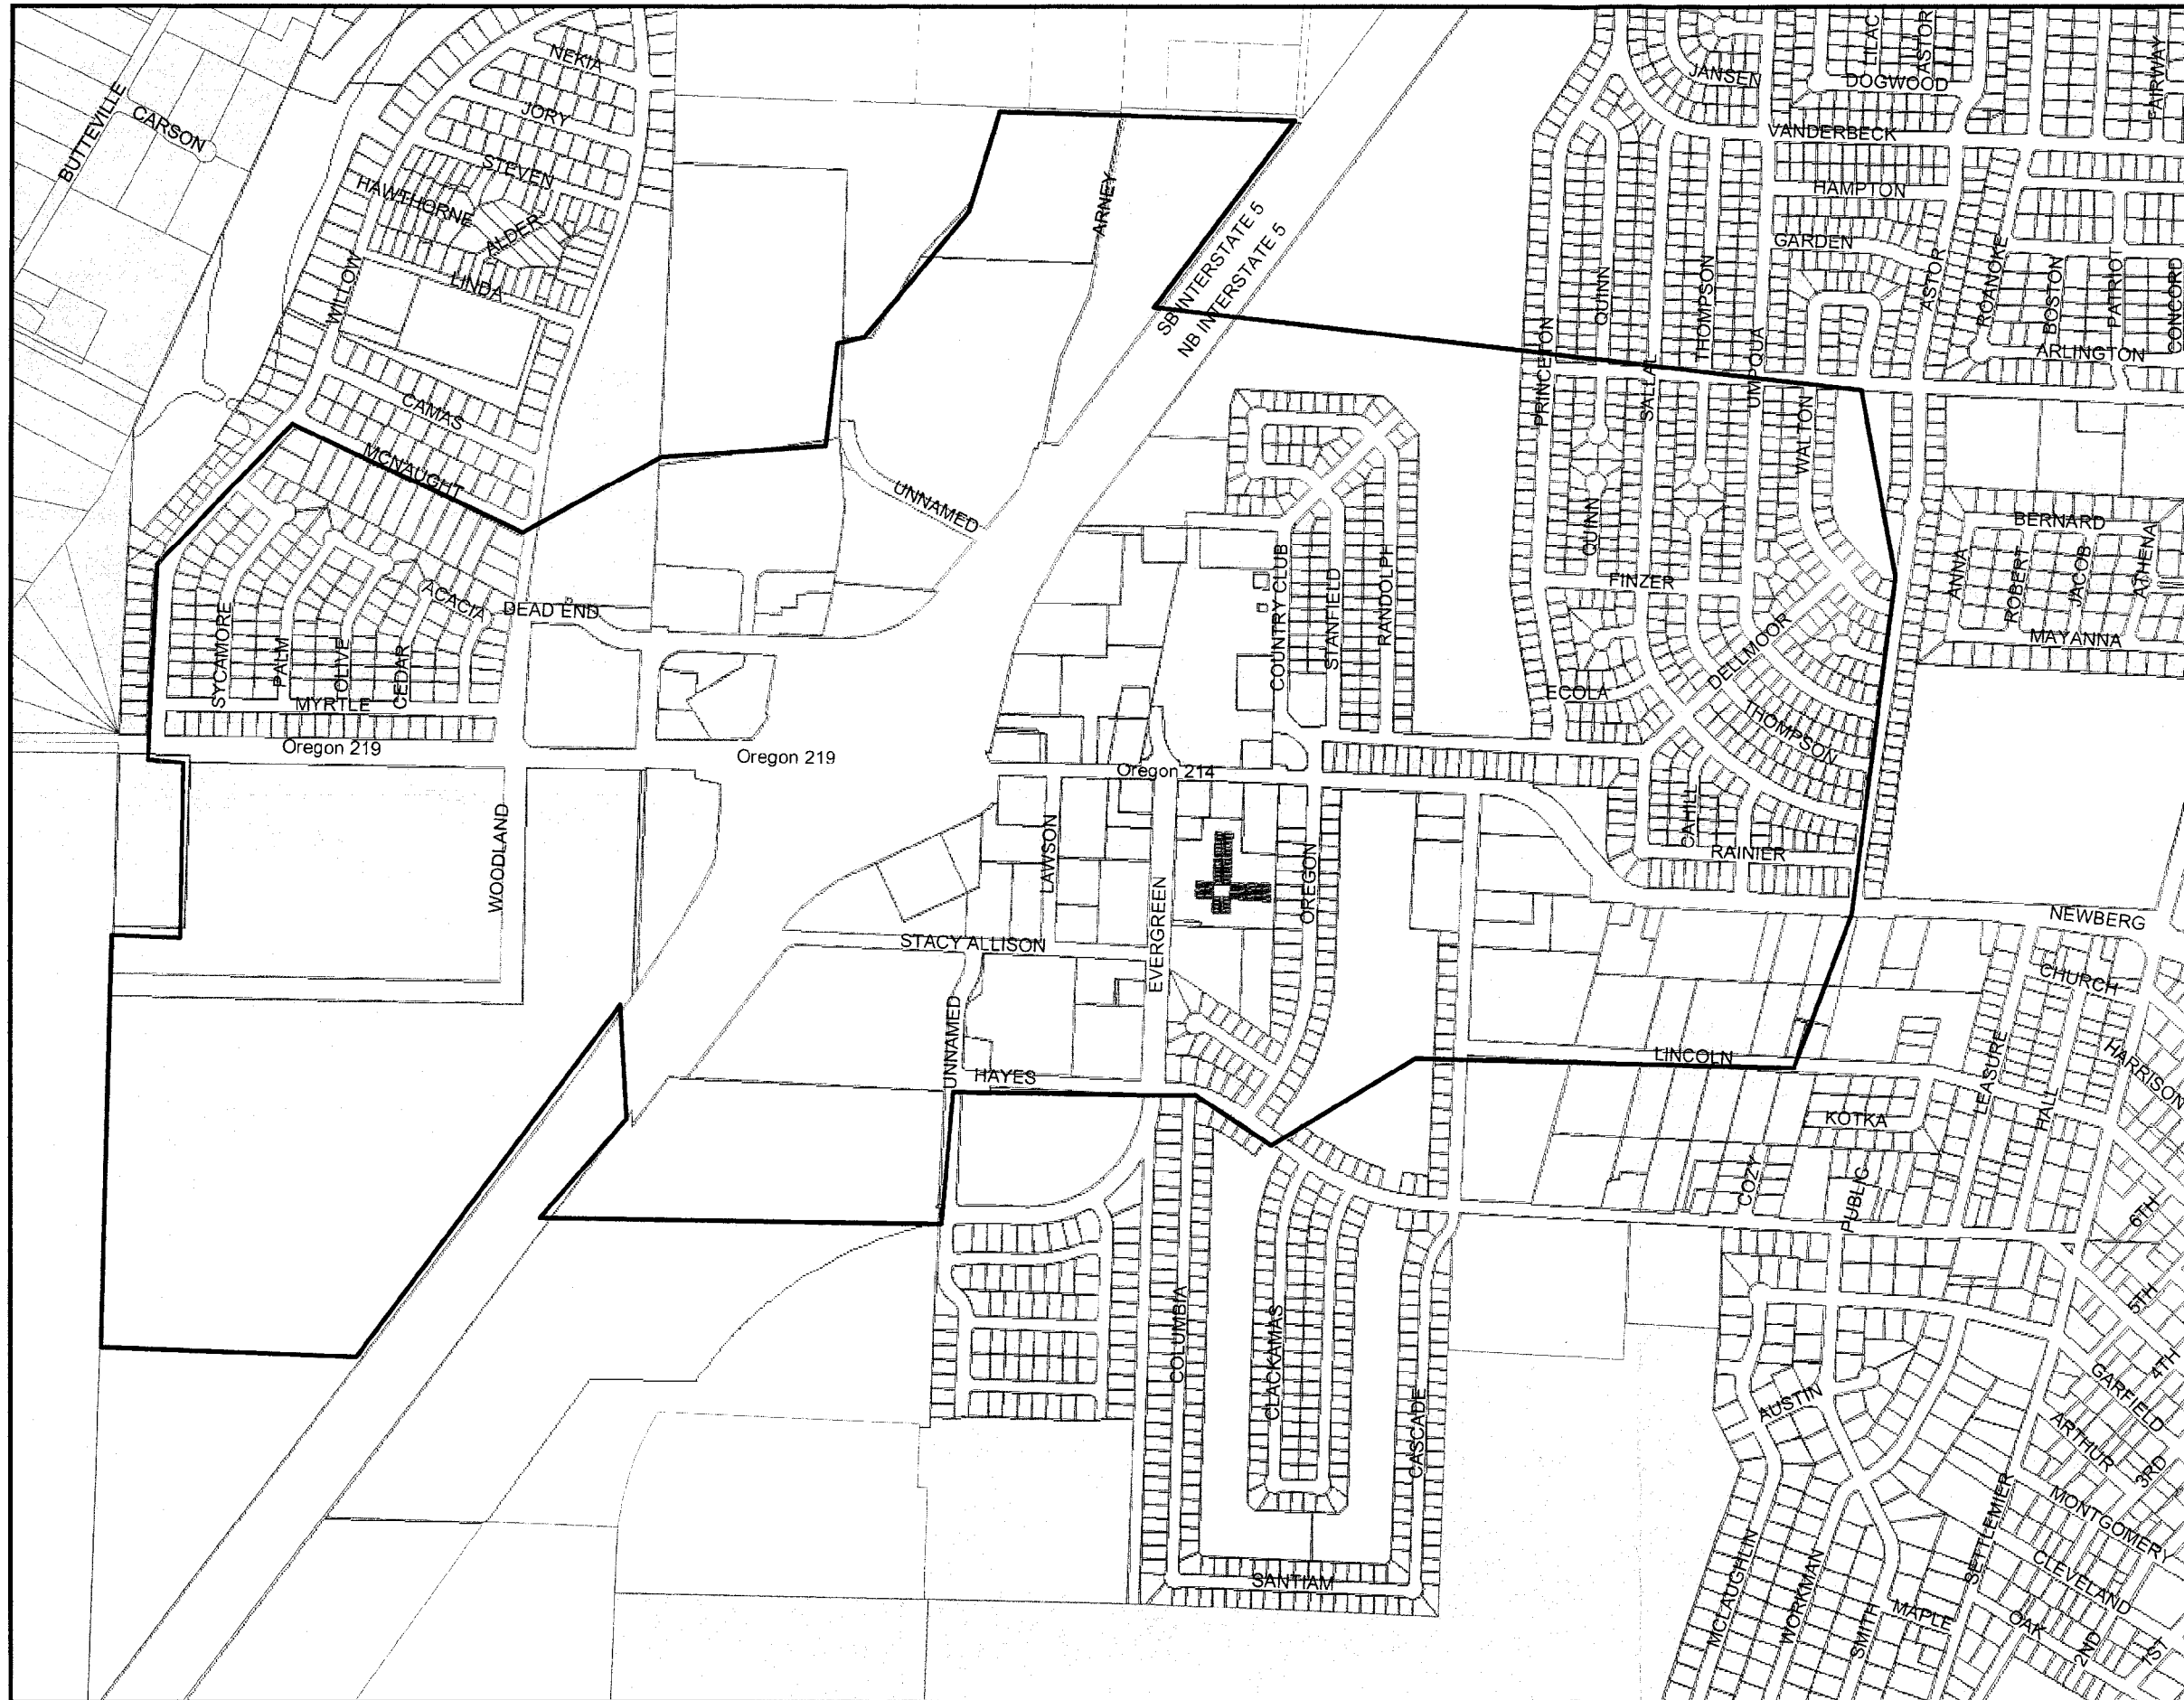 NEKIA
JORY
STEVEN
HAWTHORNE
ALDER
LINDA
WILLOW
BUTTEVILLE
CARSON
CAMAS
MCNAUGHT
ARNEY
SB INTERSTATE 5
NB INTERSTATE 5
UNNAMED
JANSEN
LILAC
ASTOR
DOGWOOD
FAIRWAY
VANDERBECK
HAMPTON
GARDEN
ASTOR
ROANOKE
BOSTON
PATRIOT
CONCORD
ARLINGTON
PRINCETON
QUINN
SALLAL
THOMPSON
UMPQUA
WALTON
QUINN
FINZER
DELLMOOR
ECOLA
THOMPSON
CAHILL
RAINIER
BERNARD
ANNA
ROBERT
JACOB
ATHENA
MAYANNA
COUNTRY CLUB
STANFIELD
RANDOLPH
SYCAMORE
PALM
TOLIVE
CEDAR
ACACIA
DEAD END
MYRTLE
Oregon 219
Oregon 219
Oregon 214
WOODLAND
LAWSON
EVERGREEN
OREGON
STACY ALLISON
UNNAMED
HAYES
LINCOLN
NEWBERG
CHURCH
HARRISON
LEASURE
HALL
KOTKA
COZY
PUBLIC
6TH
5TH
4TH
GARFIELD
ARTHUR
3RD
MONTGOMERY
CLEVELAND
AUSTIN
SETTLEMIER
MCLAUGHLIN
WORKMAN
SMITH
MAPLE
OAK
2ND
1ST
COLUMBIA
CLACKAMAS
CASCADE
SANTIAM